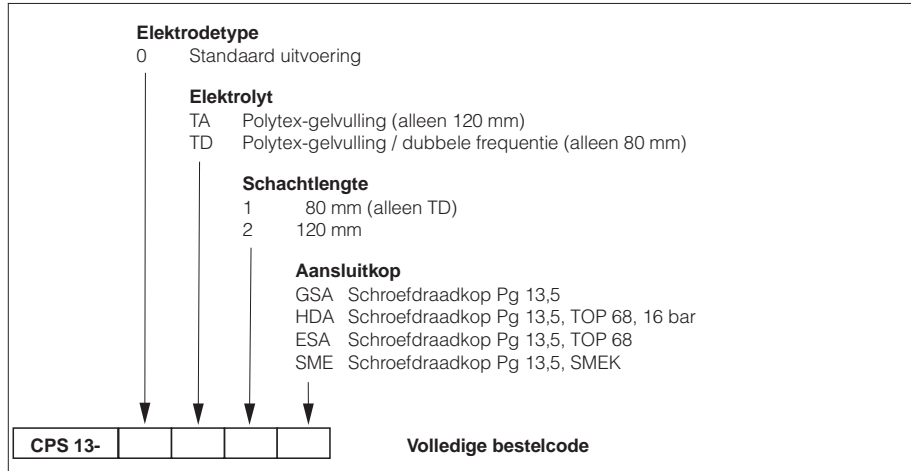 Elektrodetype
0 Standaard uitvoering
Elektrolyt
TA Polytex-gelvulling (alleen 120 mm)
TD Polytex-gelvulling / dubbele frequentie (alleen 80 mm)
Schachtlengte
1 80 mm (alleen TD)
2 120 mm
Aansluitkop
GSA Schroefdraadkop Pg 13,5
HDA Schroefdraadkop Pg 13,5, TOP 68, 16 bar
ESA Schroefdraadkop Pg 13,5, TOP 68
SME Schroefdraadkop Pg 13,5, SMEK
CPS 13- Volledige bestelcode